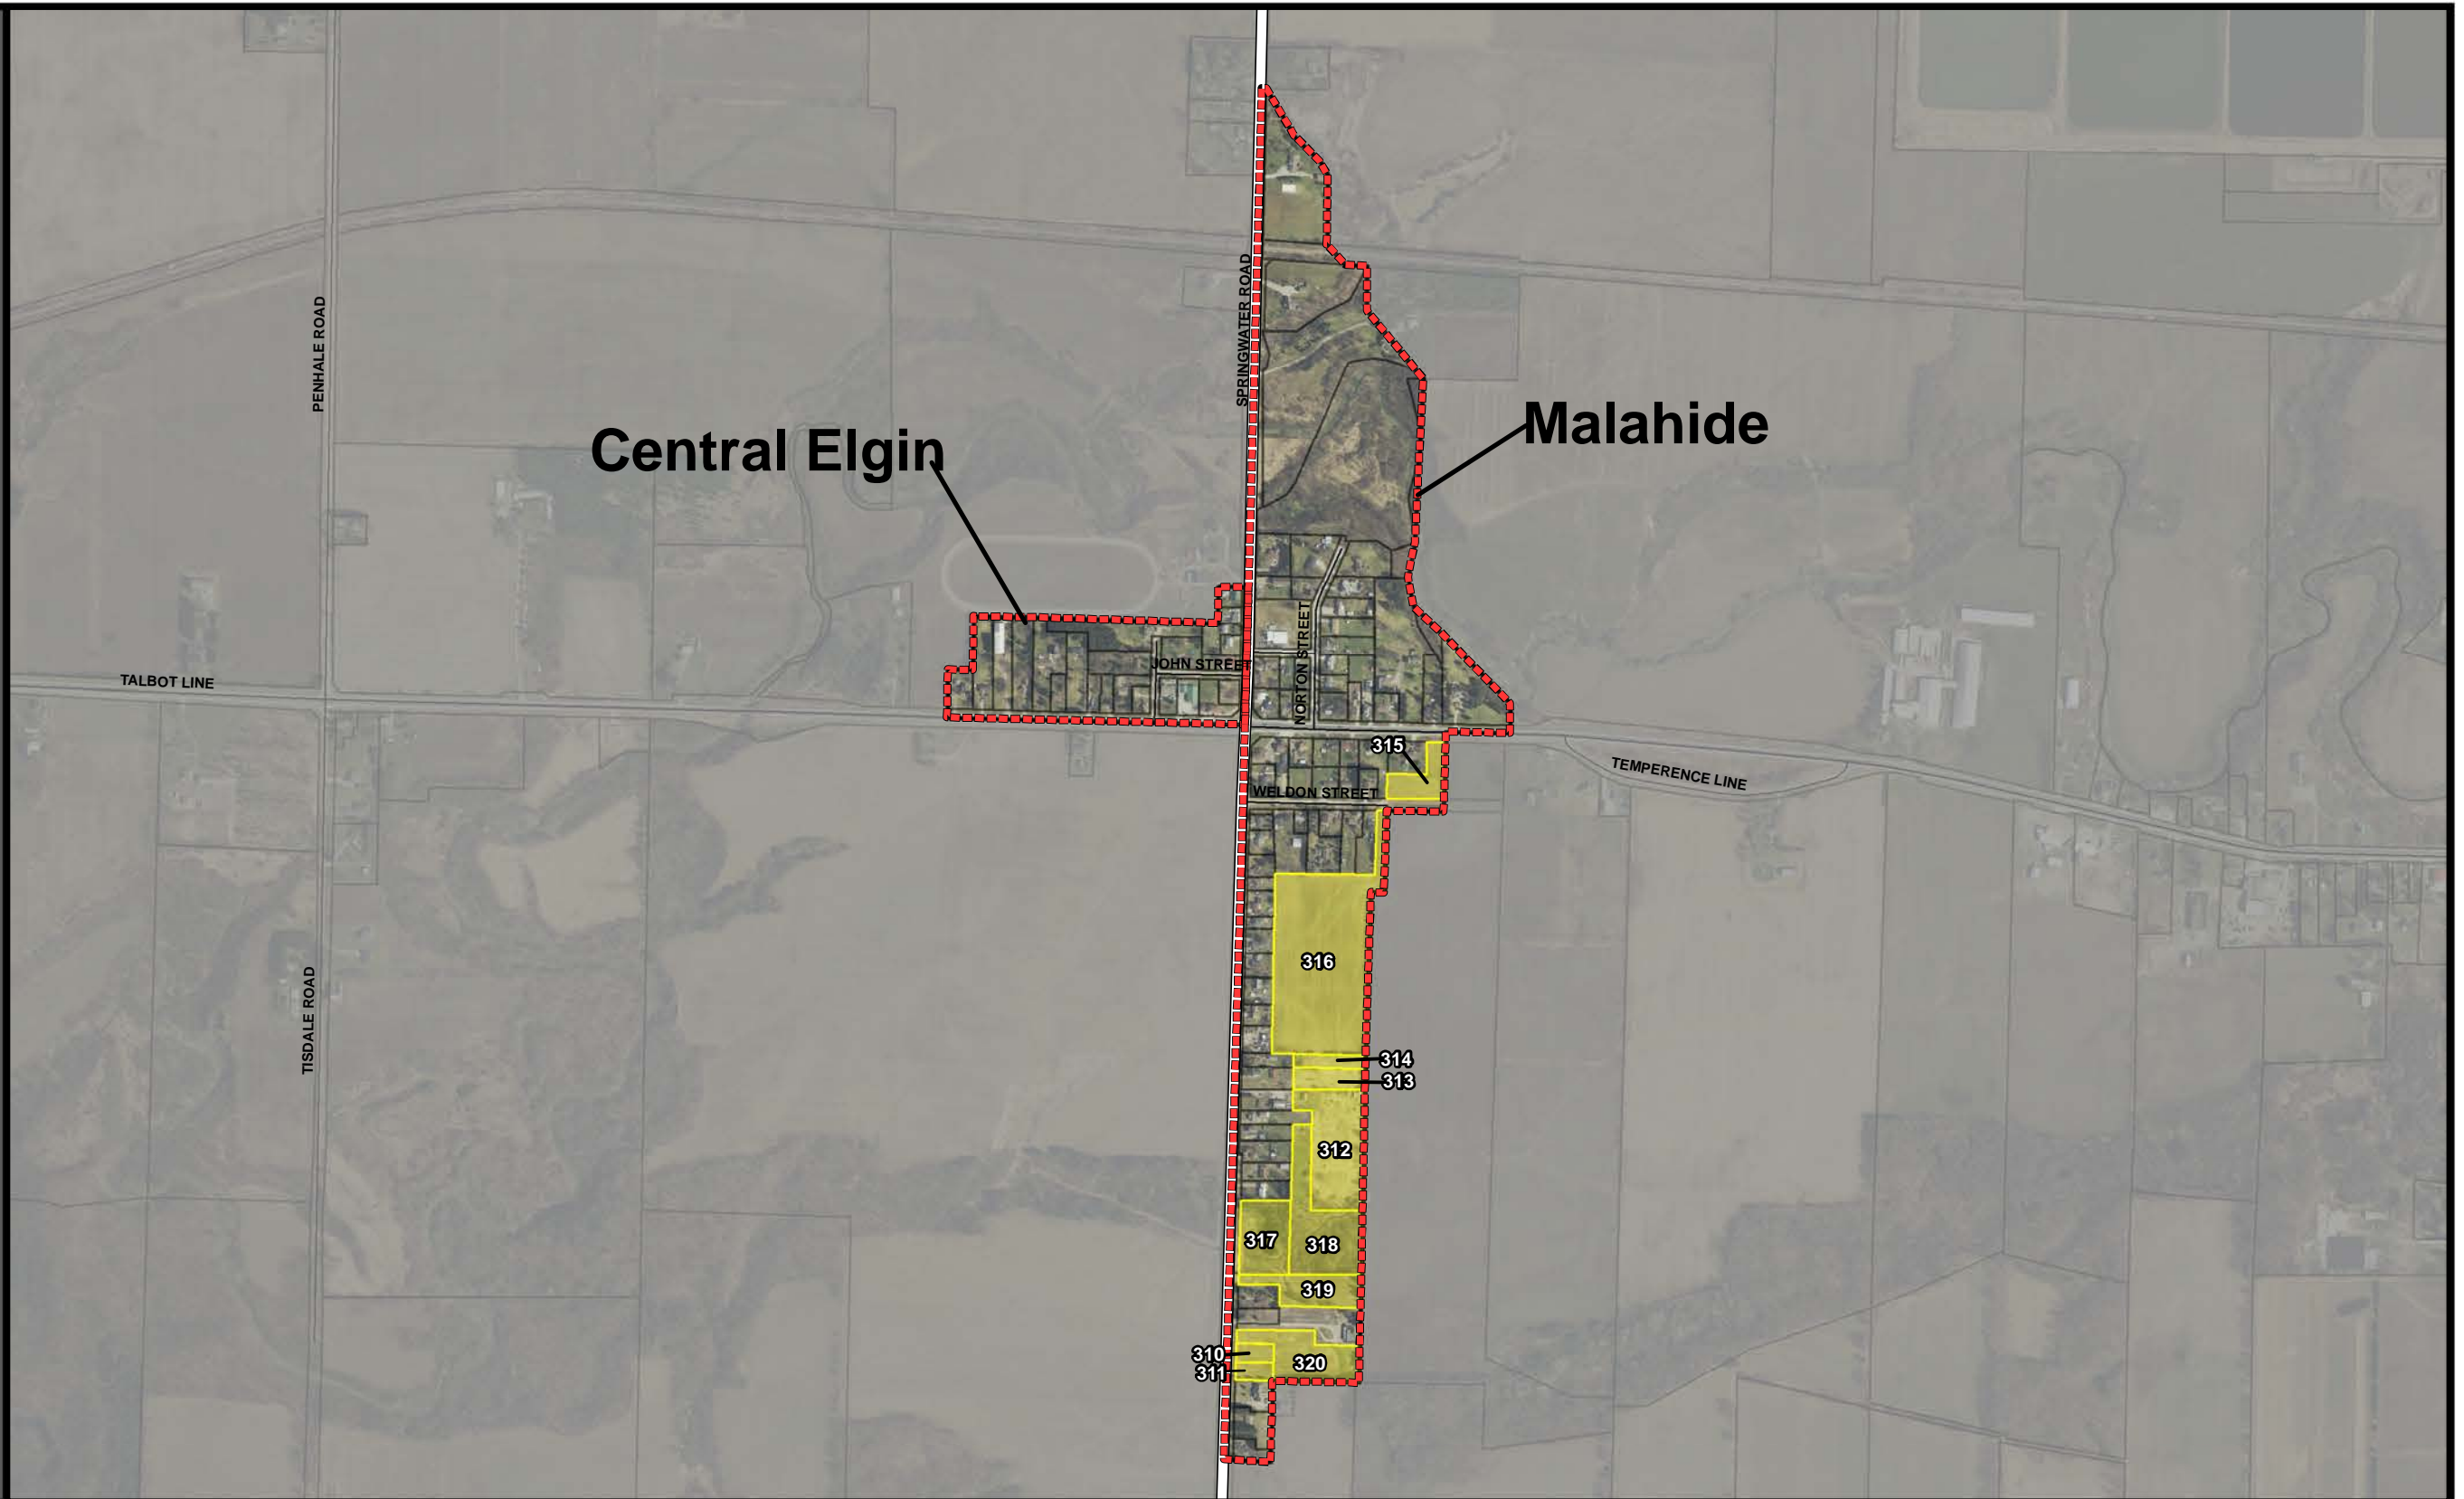 SPRINGWATER ROAD
PENHALE ROAD
Malahide
Central Elgin
NORTON STREET
JOHN STREET
TALBOT LINE
315
TEMPERENCE LINE
WELDON STREET
316
TISDALE ROAD
314
313
312
317
318
319
310
320
311